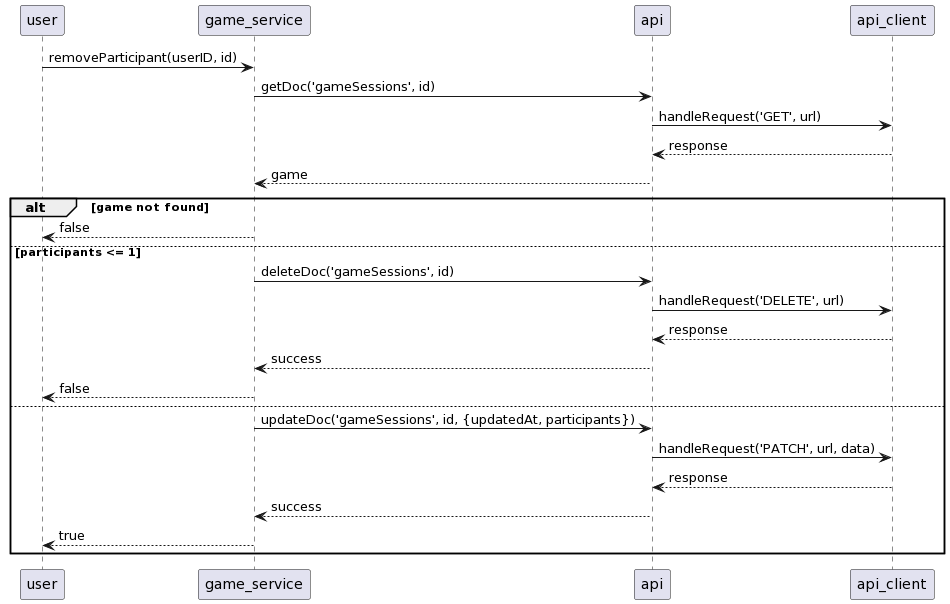 user game_service api api_client
removeParticipant(userID, id)
getDoc('gameSessions', id)
handleRequest('GET', url)
response
game
alt [game not found]
false
[participants <= 1]
deleteDoc('gameSessions', id)
handleRequest('DELETE', url)
response
success
false
updateDoc('gameSessions', id, {updatedAt, participants})
handleRequest('PATCH', url, data)
response
success
true
user game_service api api_client